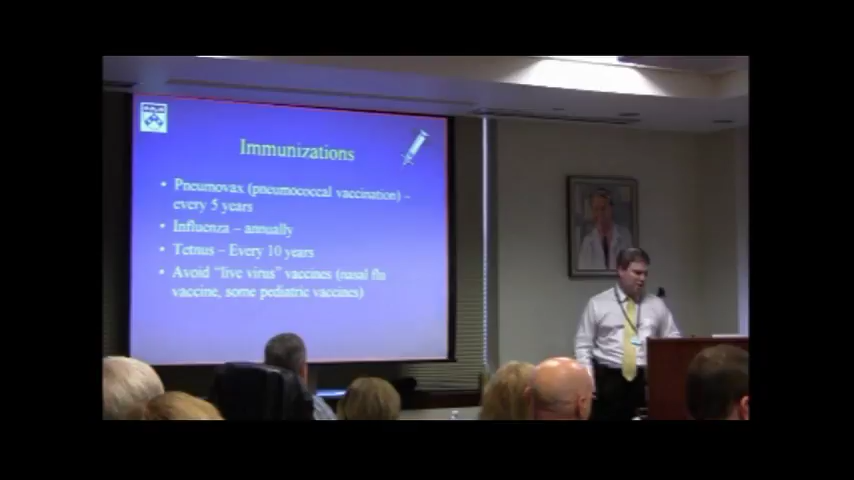 Immunizations
• Pneumovax (pneumococcal vaccination) –
every 5 years
• Influenza – annually
• Tetnus – Every 10 years
• Avoid "live virus" vaccines (nasal flu
vaccine, some pediatric vaccines)